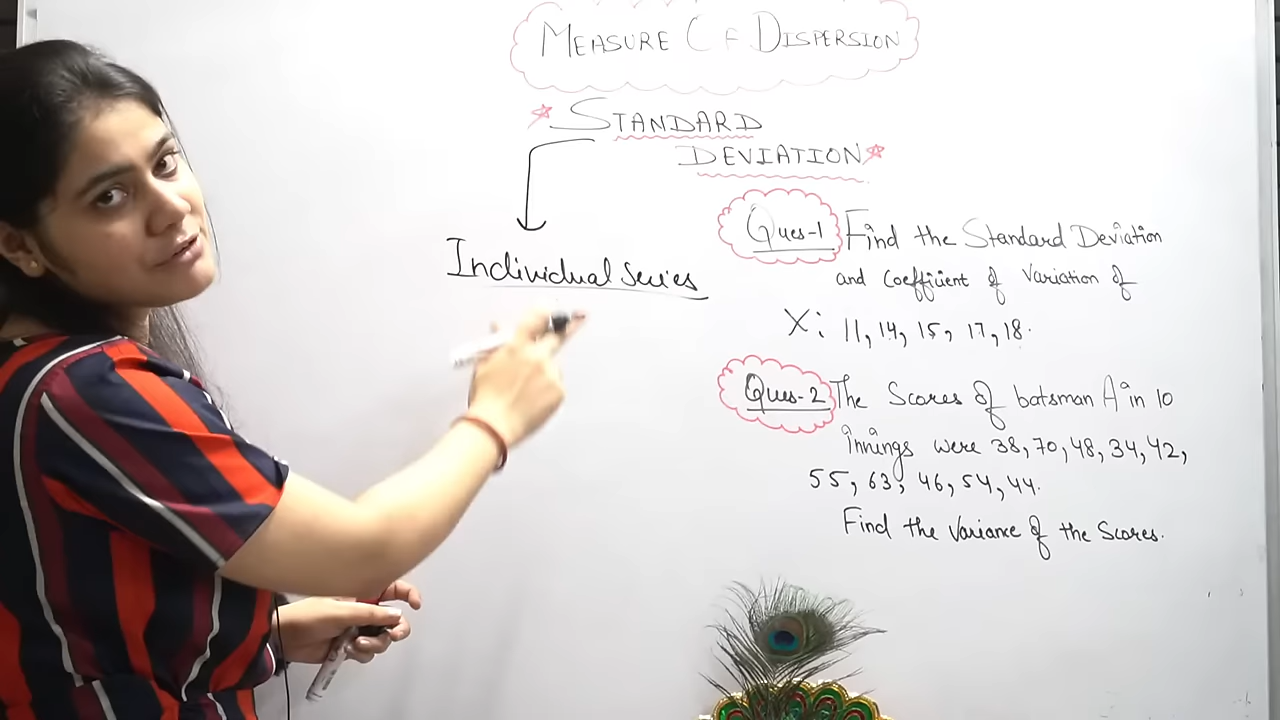 MEASURE OF DISPERSION
STANDARD
DEVIATION
Individual Series
Ques-1 Find the Standard Deviation
and Coefficient of Variation of
X: 11, 14, 15, 17, 18.
Ques-2 The Scores of batsman A in 10
innings were 38, 70, 48, 34, 42,
55, 63, 46, 54, 44.
Find the Variance of the Scores.